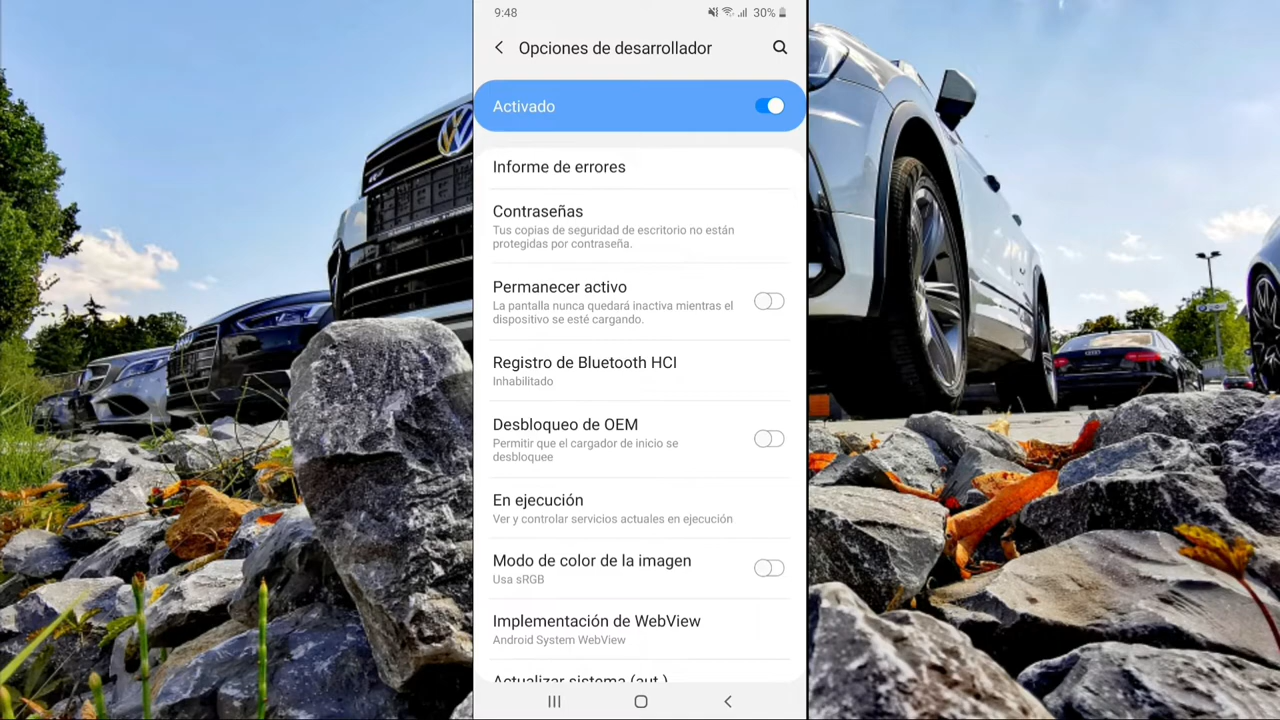 9:48
30%
Opciones de desarrollador
Activado
Informe de errores
Contraseñas
Tus copias de seguridad de escritorio no están
protegidas por contraseña.
Permanecer activo
La pantalla nunca quedará inactiva mientras el
dispositivo se esté cargando.
Registro de Bluetooth HCI
Inhabilitado
Desbloqueo de OEM
Permitir que el cargador de inicio se
desbloquee
En ejecución
Ver y controlar servicios actuales en ejecución
Modo de color de la imagen
Usa sRGB
Implementación de WebView
Android System WebView
Actualizar sistema (aut.)